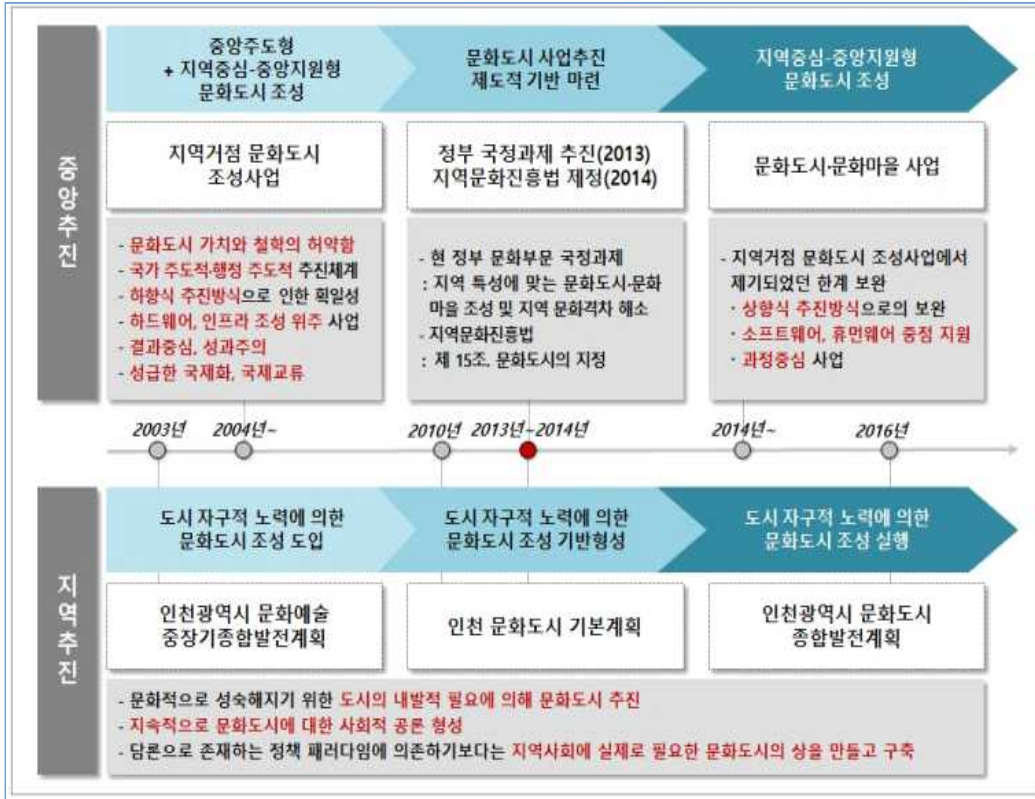 중앙추진
중앙주도형
+ 지역중심-중앙지원형
문화도시 조성
문화도시 사업추진
제도적 기반 마련
지역중심-중앙지원형
문화도시 조성
지역거점 문화도시
조성사업
정부 국정과제 추진(2013)
지역문화진흥법 제정(2014)
문화도시·문화마을 사업
- 문화도시 가치와 철학의 허약함
- 국가 주도적·행정 주도적 추진체계
- 하향식 추진방식으로 인한 획일성
- 하드웨어, 인프라 조성 위주 사업
- 결과중심, 성과주의
- 성급한 국제화, 국제교류
- 현 정부 문화부문 국정과제
: 지역 특성에 맞는 문화도시·문화
마을 조성 및 지역 문화격차 해소
- 지역문화진흥법
: 제 15조. 문화도시의 지정
- 지역거점 문화도시 조성사업에서
제기되었던 한계 보완
· 상향식 추진방식으로의 보완
· 소프트웨어, 휴먼웨어 중점 지원
· 과정중심 사업
2003년 2004년~ 2010년 2013년~2014년 2014년~ 2016년
지역추진
도시 자구적 노력에 의한
문화도시 조성 도입
도시 자구적 노력에 의한
문화도시 조성 기반형성
도시 자구적 노력에 의한
문화도시 조성 실행
인천광역시 문화예술
중장기종합발전계획
인천 문화도시 기본계획
인천광역시 문화도시
종합발전계획
- 문화적으로 성숙해지기 위한 도시의 내발적 필요에 의해 문화도시 추진
- 지속적으로 문화도시에 대한 사회적 공론 형성
- 담론으로 존재하는 정책 패러다임에 의존하기보다는 지역사회에 실제로 필요한 문화도시의 상을 만들고 구축